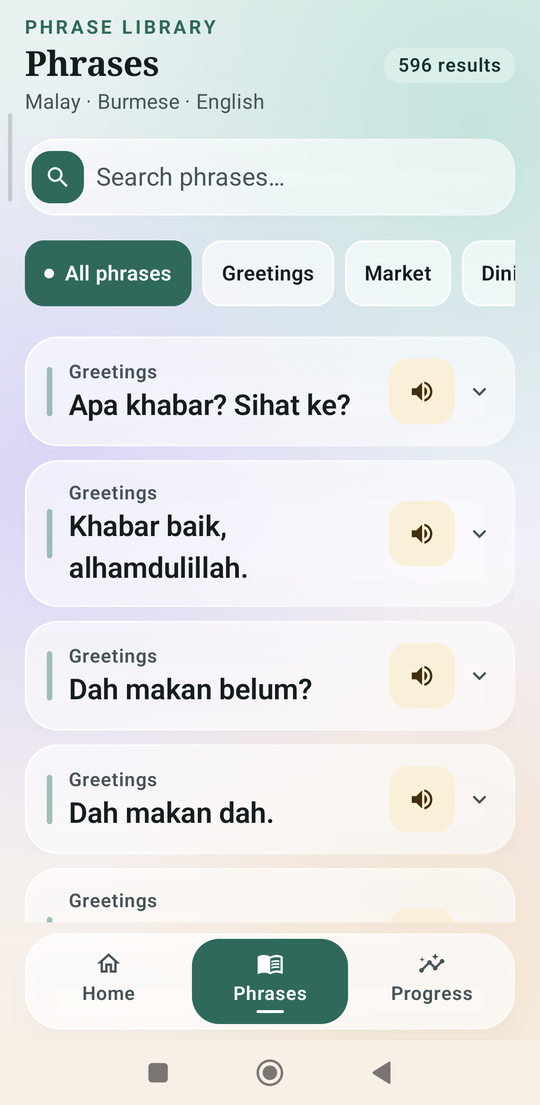 PHRASE LIBRARY
Phrases
596 results
Malay · Burmese · English
Search phrases…
All phrases
Greetings
Market
Dini
Greetings
Apa khabar? Sihat ke?
Greetings
Khabar baik,
alhamdulillah.
Greetings
Dah makan belum?
Greetings
Dah makan dah.
Greetings
Home
Phrases
Progress